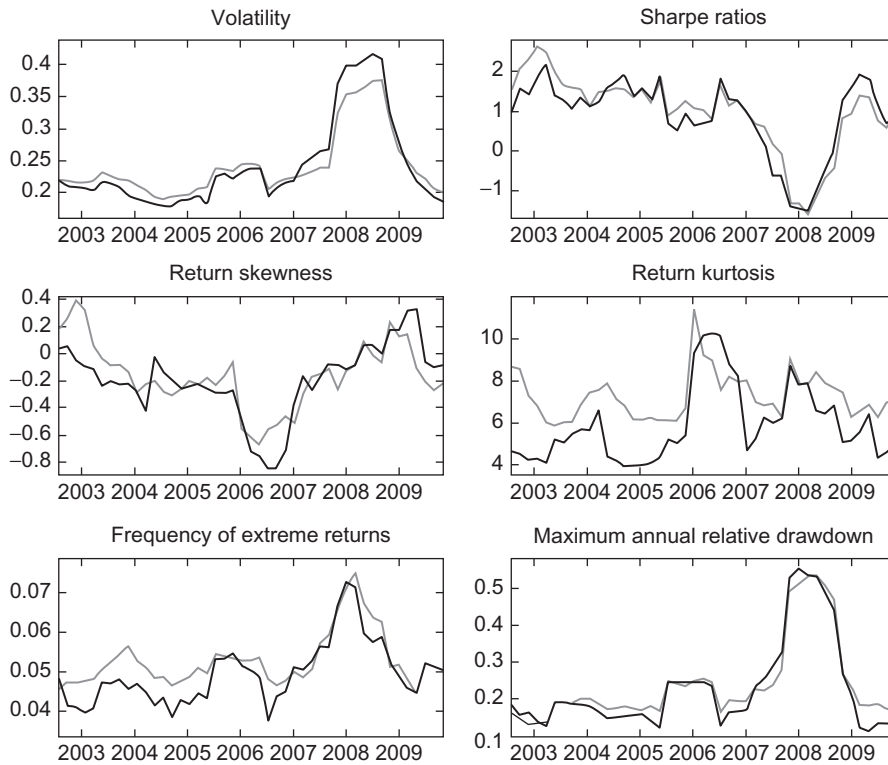 Volatility
0.4
0.35
0.3
0.25
0.2
2003 2004 2005 2006 2007 2008 2009
Sharpe ratios
2
1
0
−1
2003 2004 2005 2006 2007 2008 2009
Return skewness
0.4
0.2
0
−0.2
−0.4
−0.6
−0.8
2003 2004 2005 2006 2007 2008 2009
Return kurtosis
10
8
6
4
2003 2004 2005 2006 2007 2008 2009
Frequency of extreme returns
0.07
0.06
0.05
0.04
2003 2004 2005 2006 2007 2008 2009
Maximum annual relative drawdown
0.5
0.4
0.3
0.2
0.1
2003 2004 2005 2006 2007 2008 2009